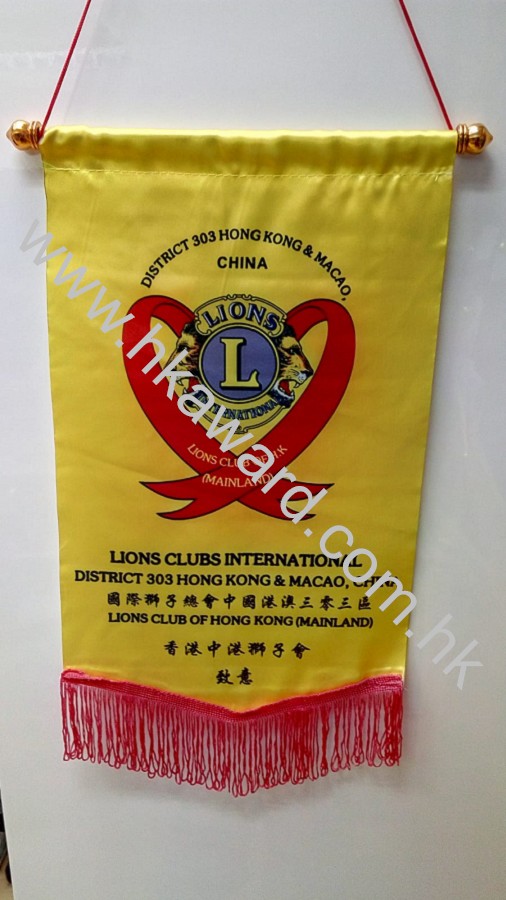 DISTRICT 303 HONG KONG & MACAO,
CHINA
LIONS
L
INTERNATIONAL
LIONS CLUB OF HK
(MAINLAND)
LIONS CLUBS INTERNATIONAL
DISTRICT 303 HONG KONG & MACAO, CHINA
國際獅子總會中國港澳三零三區
LIONS CLUB OF HONG KONG (MAINLAND)
香港中港獅子會
致意
www.hkaward.com.hk